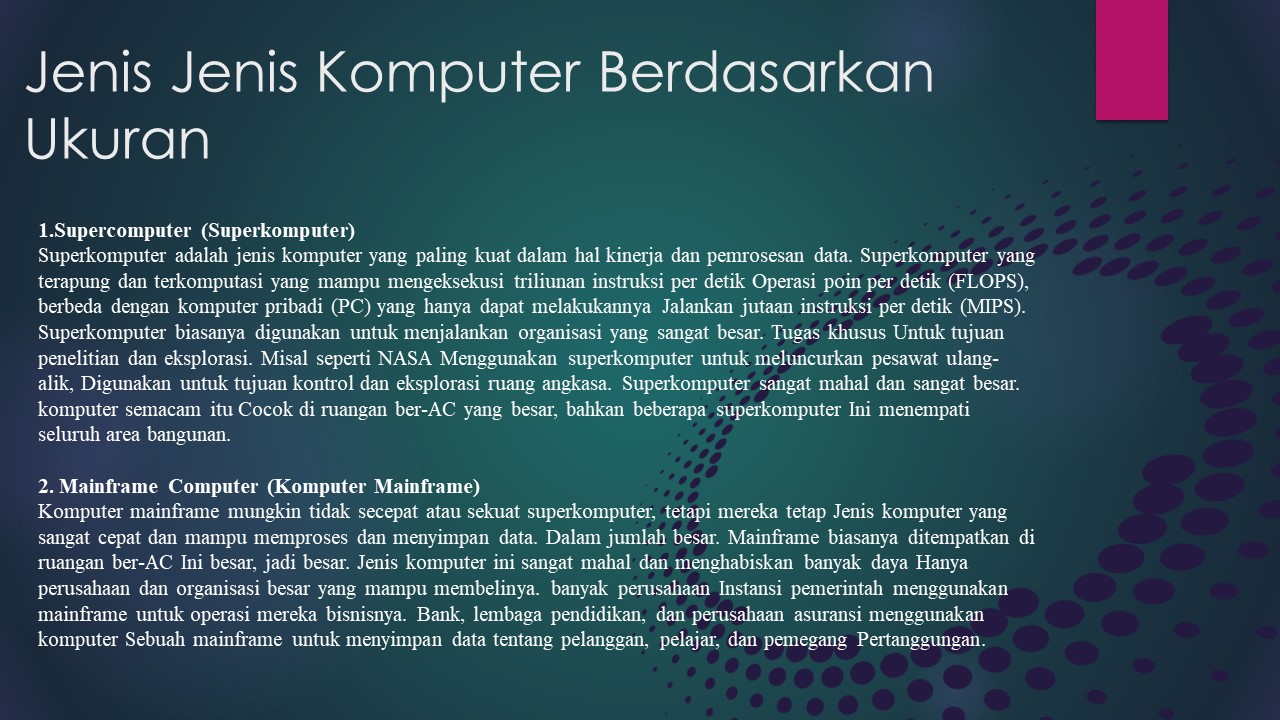 Jenis Jenis Komputer Berdasarkan
Ukuran
1.Supercomputer (Superkomputer)
Superkomputer adalah jenis komputer yang paling kuat dalam hal kinerja dan pemrosesan data. Superkomputer yang
terapung dan terkomputasi yang mampu mengeksekusi triliunan instruksi per detik Operasi poin per detik (FLOPS),
berbeda dengan komputer pribadi (PC) yang hanya dapat melakukannya Jalankan jutaan instruksi per detik (MIPS).
Superkomputer biasanya digunakan untuk menjalankan organisasi yang sangat besar. Tugas khusus Untuk tujuan
penelitian dan eksplorasi. Misal seperti NASA Menggunakan superkomputer untuk meluncurkan pesawat ulang-
alik, Digunakan untuk tujuan kontrol dan eksplorasi ruang angkasa. Superkomputer sangat mahal dan sangat besar.
komputer semacam itu Cocok di ruangan ber-AC yang besar, bahkan beberapa superkomputer Ini menempati
seluruh area bangunan.
2. Mainframe Computer (Komputer Mainframe)
Komputer mainframe mungkin tidak secepat atau sekuat superkomputer, tetapi mereka tetap Jenis komputer yang
sangat cepat dan mampu memproses dan menyimpan data. Dalam jumlah besar. Mainframe biasanya ditempatkan di
ruangan ber-AC Ini besar, jadi besar. Jenis komputer ini sangat mahal dan menghabiskan banyak daya Hanya
perusahaan dan organisasi besar yang mampu membelinya. banyak perusahaan Instansi pemerintah menggunakan
mainframe untuk operasi mereka bisnisnya. Bank, lembaga pendidikan, dan perusahaan asuransi menggunakan
komputer Sebuah mainframe untuk menyimpan data tentang pelanggan, pelajar, dan pemegang Pertanggungan.